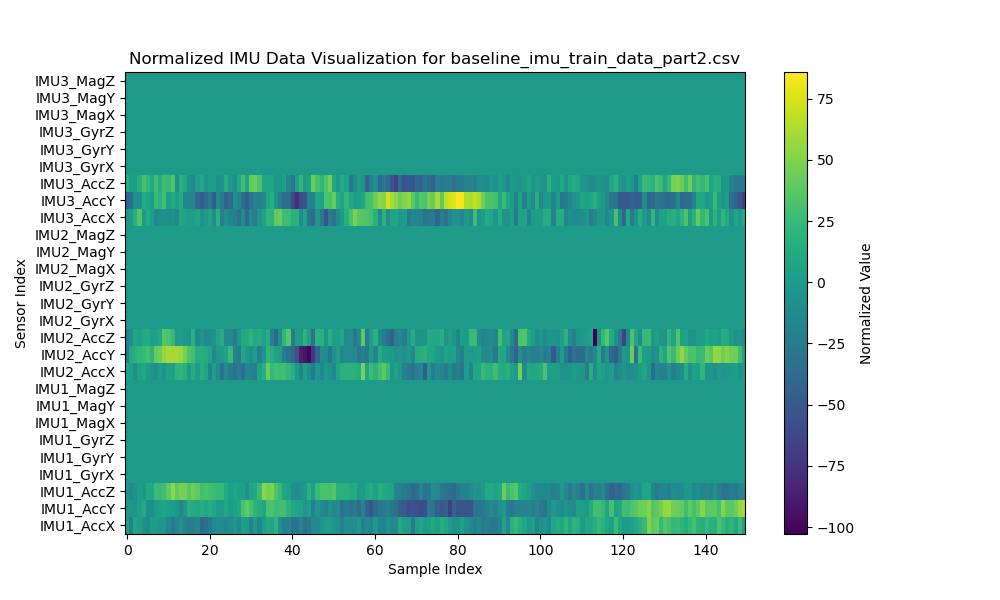 Normalized IMU Data Visualization for baseline_imu_train_data_part2.csv
IMU3_MagZ
IMU3_MagY
IMU3_MagX
IMU3_GyrZ
IMU3_GyrY
IMU3_GyrX
IMU3_AccZ
IMU3_AccY
IMU3_AccX
IMU2_MagZ
IMU2_MagY
IMU2_MagX
IMU2_GyrZ
IMU2_GyrY
IMU2_GyrX
IMU2_AccZ
IMU2_AccY
IMU2_AccX
IMU1_MagZ
IMU1_MagY
IMU1_MagX
IMU1_GyrZ
IMU1_GyrY
IMU1_GyrX
IMU1_AccZ
IMU1_AccY
IMU1_AccX
Sensor Index
0 20 40 60 80 100 120 140
Sample Index
75
50
25
0
−25
−50
−75
−100
Normalized Value